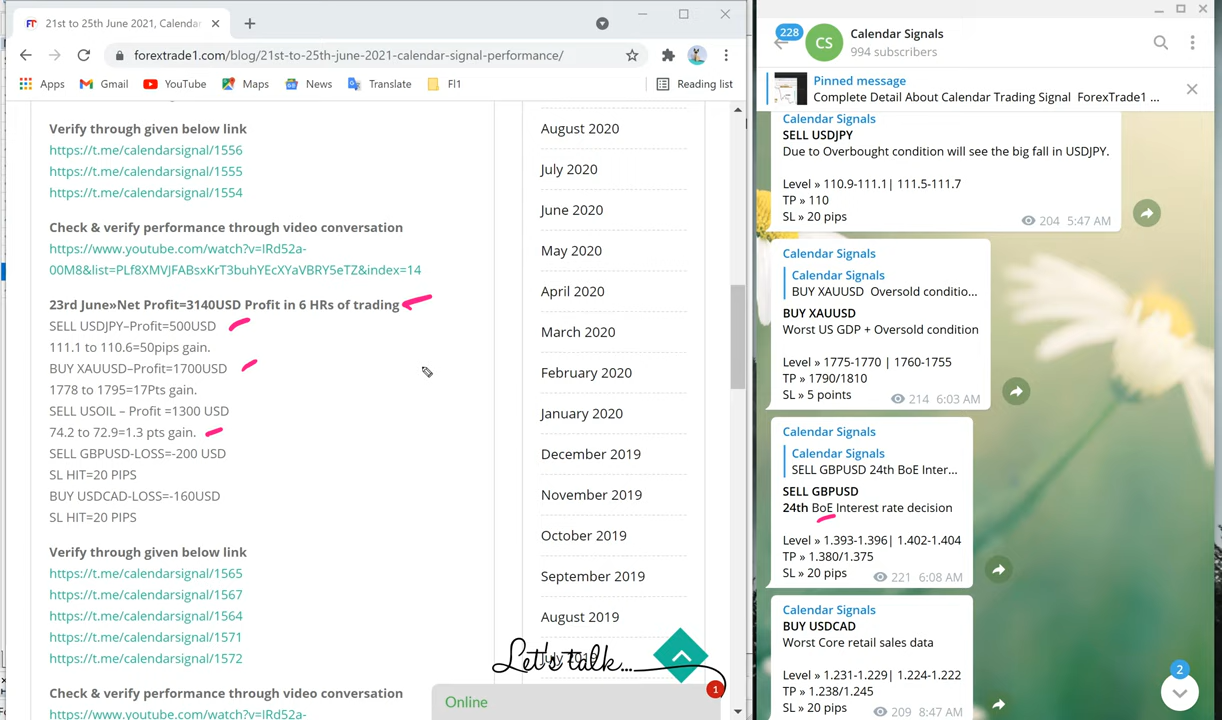 21st to 25th June 2021, Calendar
forextrade1.com/blog/21st-to-25th-june-2021-calendar-signal-performance/
Apps
Gmail
YouTube
Maps
News
Translate
Fl1
Reading list
Verify through given below link
https://t.me/calendarsignal/1556
https://t.me/calendarsignal/1555
https://t.me/calendarsignal/1554
Check & verify performance through video conversation
https://www.youtube.com/watch?v=IRd52a-
00M8&list=PLf8XMVJFABsxKrT3buhYEcXYaVBRY5eTZ&index=14
23rd June»Net Profit=3140USD Profit in 6 HRs of trading
SELL USDJPY–Profit=500USD
111.1 to 110.6=50pips gain.
BUY XAUUSD–Profit=1700USD
1778 to 1795=17Pts gain.
SELL USOIL – Profit =1300 USD
74.2 to 72.9=1.3 pts gain.
SELL GBPUSD-LOSS=-200 USD
SL HIT=20 PIPS
BUY USDCAD-LOSS=-160USD
SL HIT=20 PIPS
Verify through given below link
https://t.me/calendarsignal/1565
https://t.me/calendarsignal/1567
https://t.me/calendarsignal/1564
https://t.me/calendarsignal/1571
https://t.me/calendarsignal/1572
Check & verify performance through video conversation
https://www.youtube.com/watch?v=IRd52a-
August 2020
July 2020
June 2020
May 2020
April 2020
March 2020
February 2020
January 2020
December 2019
November 2019
October 2019
September 2019
August 2019
July 2019
Let's talk...
1
Online
228
CS
Calendar Signals
994 subscribers
Pinned message
Complete Detail About Calendar Trading Signal ForexTrade1 ...
Calendar Signals
SELL USDJPY
Due to Overbought condition will see the big fall in USDJPY.
Level » 110.9-111.1| 111.5-111.7
TP » 110
SL » 20 pips
204 5:47 AM
Calendar Signals
Calendar Signals
BUY XAUUSD Oversold conditio...
BUY XAUUSD
Worst US GDP + Oversold condition
Level » 1775-1770 | 1760-1755
TP » 1790/1810
SL » 5 points
214 6:03 AM
Calendar Signals
Calendar Signals
SELL GBPUSD 24th BoE Inter...
SELL GBPUSD
24th BoE Interest rate decision
Level » 1.393-1.396| 1.402-1.404
TP » 1.380/1.375
SL » 20 pips
221 6:08 AM
Calendar Signals
BUY USDCAD
Worst Core retail sales data
Level » 1.231-1.229| 1.224-1.222
TP » 1.238/1.245
SL » 20 pips
209 8:47 AM
2